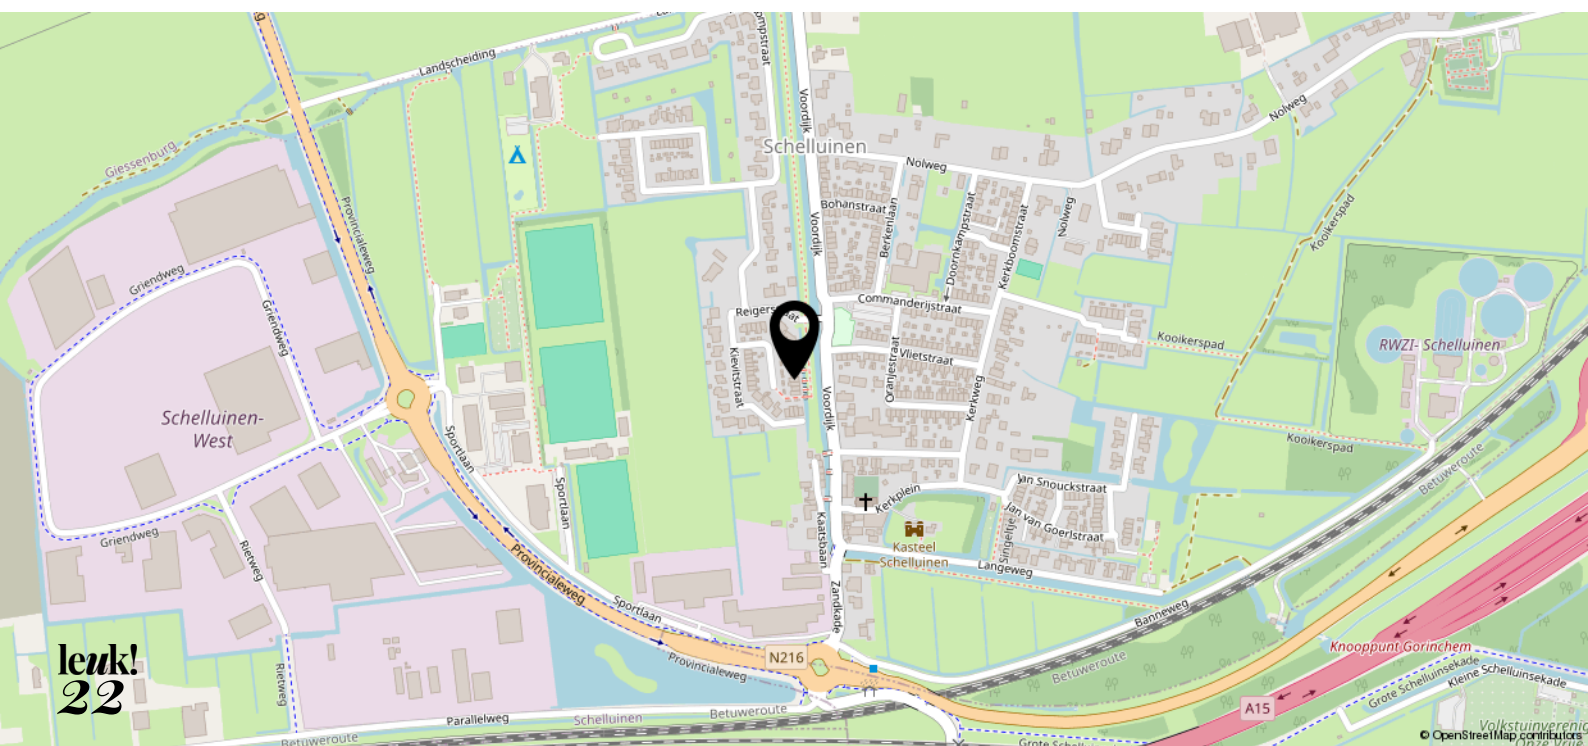 Landscheiding
Voordijk
Giessenburg
Schelluinen
Nolweg
Nolweg
Provincialeweg
Bohanstraat
Berkenlaan
Doornkampstraat
Kerkboomstraat
Nolweg
Kooikerspad
Voordijk
Griendweg
Griendweg
Commanderijstraat
Kooikerspad
RWZI- Schelluinen
Kievitstraat
Vlietstraat
Oranjestraat
Kerkweg
Voordijk
Schelluinen-
West
Sportlaan
Kooikerspad
Betuweroute
Jan Snouckstraat
Kerkplein
Jan van Goerlstraat
Singeltje
Sportlaan
Kaatsbaan
Kasteel
Schelluinen
Langeweg
Griendweg
Rietweg
Provincialeweg
Sportlaan
Zandkade
Banneweg
Knooppunt Gorinchem
N216
Provincialeweg
Betuweroute
Grote Schelluinsekade
Kleine Schelluinsekade
leuk!
22
Rietweg
A15
Parallelweg
Schelluinen
Betuweroute
Betuweroute
© OpenStreetMap contributors